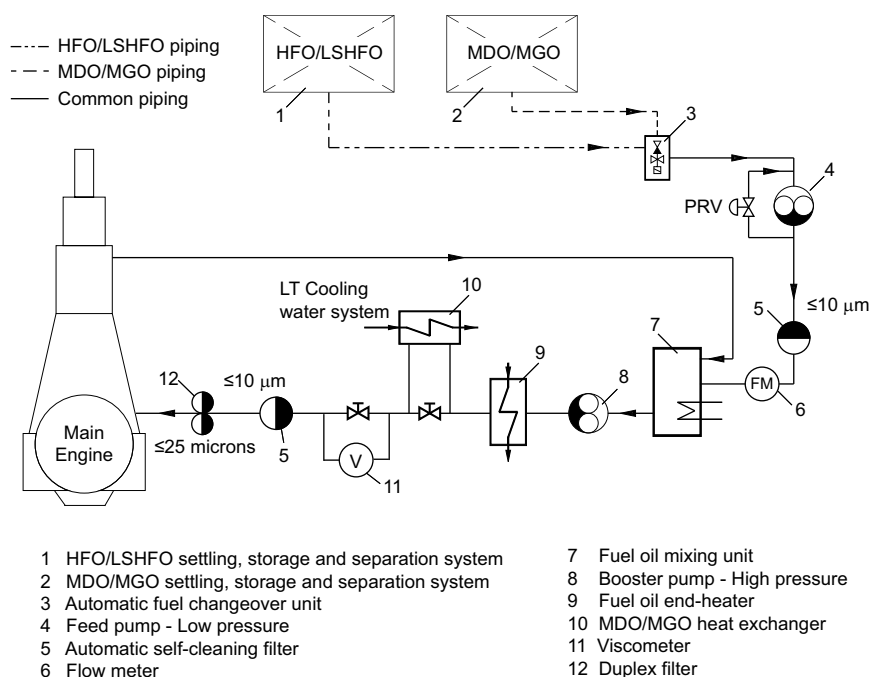 HFO/LSHFO piping
MDO/MGO piping
Common piping
HFO/LSHFO
MDO/MGO
1
2
3
4
PRV
LT Cooling
water system
10
5
≤10 µm
7
9
8
FM
6
12
≤10 µm
Main
Engine
≤25 microns
5
V
11
1 HFO/LSHFO settling, storage and separation system
2 MDO/MGO settling, storage and separation system
3 Automatic fuel changeover unit
4 Feed pump - Low pressure
5 Automatic self-cleaning filter
6 Flow meter
7 Fuel oil mixing unit
8 Booster pump - High pressure
9 Fuel oil end-heater
10 MDO/MGO heat exchanger
11 Viscometer
12 Duplex filter